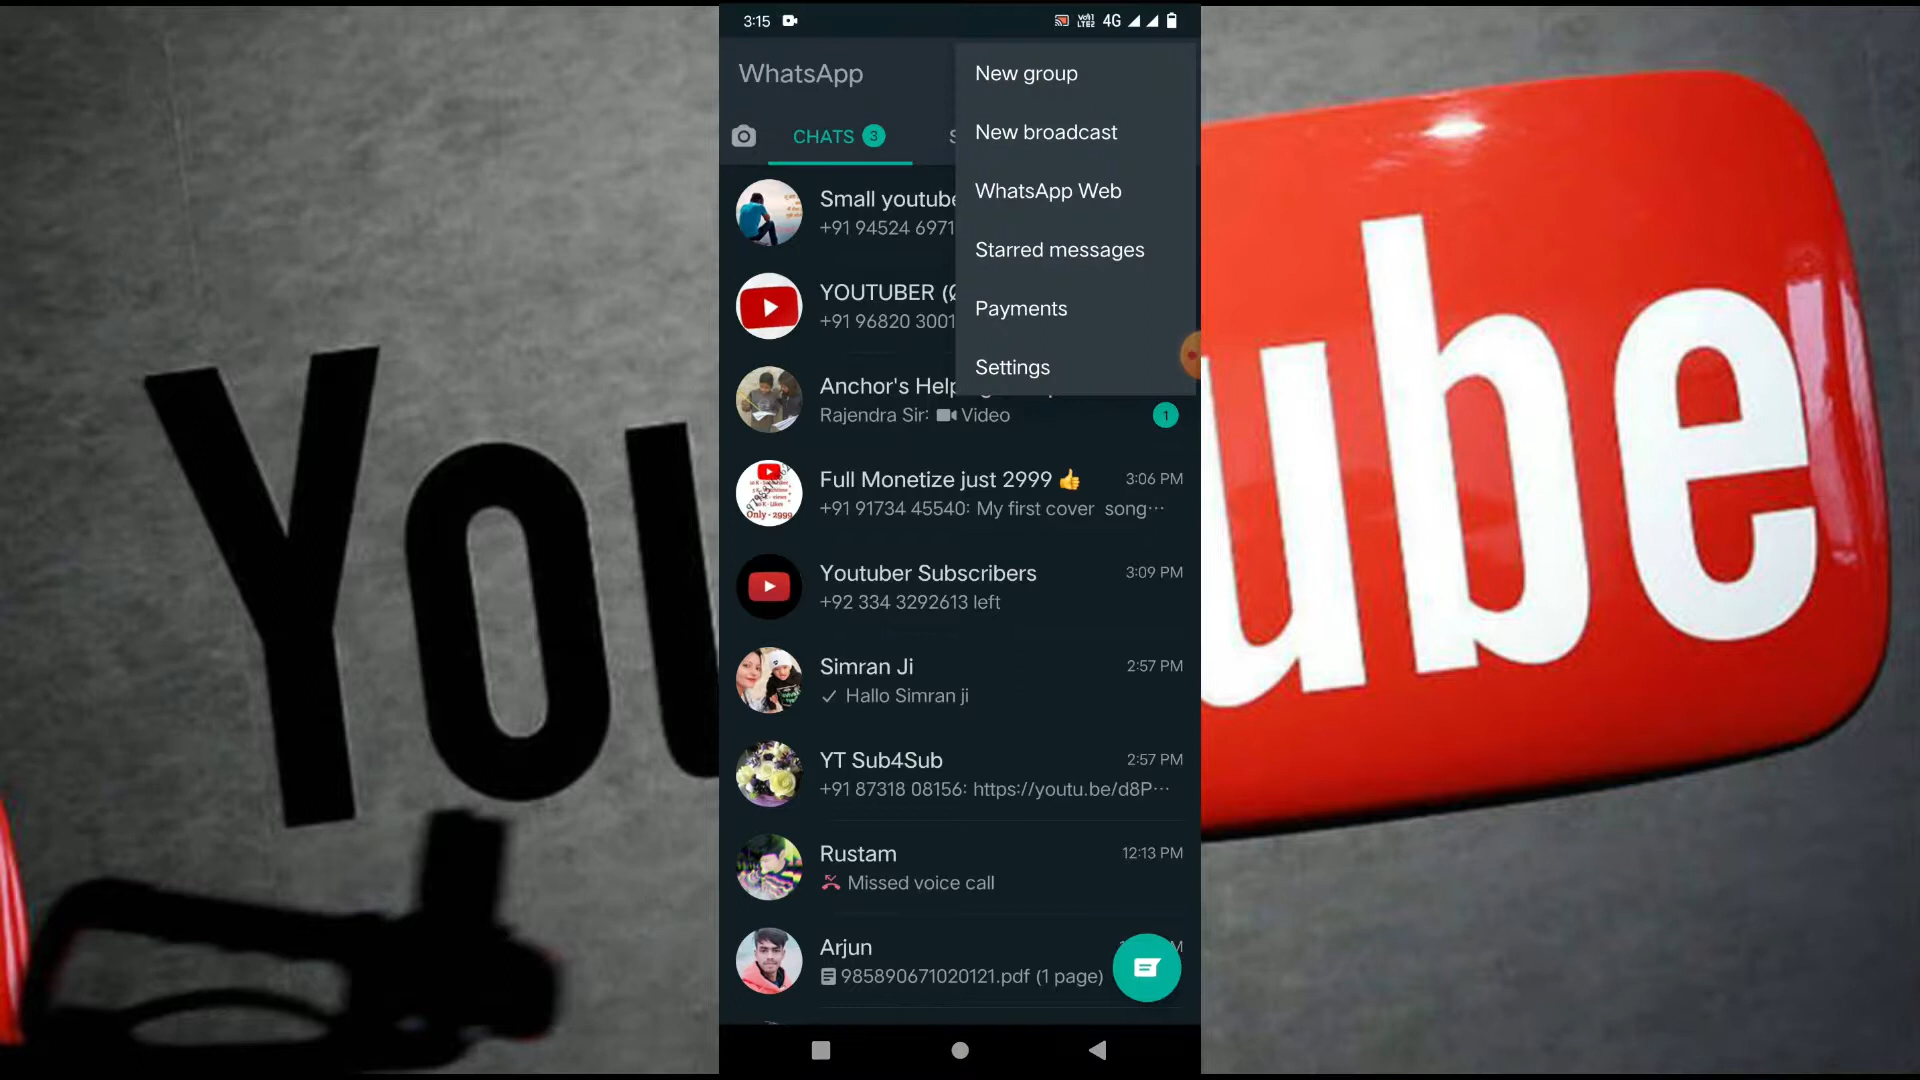 You
ube
3:15
Vo))1
LTE2
4G
WhatsApp
New group
New broadcast
WhatsApp Web
Starred messages
Payments
Settings
CHATS 3
Small youtube
+91 94524 6971
YOUTUBER (
+91 96820 3001
Anchor's Help
Rajendra Sir: Video
1
Full Monetize just 2999 👍 3:06 PM
+91 91734 45540: My first cover song…
Only - 2999
Youtuber Subscribers 3:09 PM
+92 334 3292613 left
Simran Ji 2:57 PM
Hallo Simran ji
YT Sub4Sub 2:57 PM
+91 87318 08156: https://youtu.be/d8P…
Rustam 12:13 PM
Missed voice call
Arjun
985890671020121.pdf (1 page)